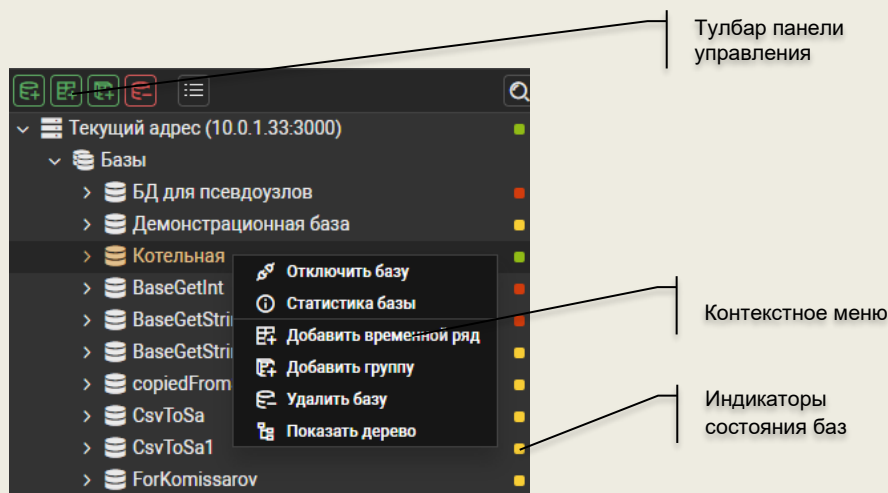 Тулбар панели
управления
Текущий адрес (10.0.1.33:3000)
Базы
БД для псевдоузлов
Демонстрационная база
Котельная
Отключить базу
BaseGetInt
Статистика базы
BaseGetStri
Добавить временной ряд
Контекстное меню
BaseGetStri
Добавить группу
copiedFrom
Удалить базу
Индикаторы
состояния баз
CsvToSa
Показать дерево
CsvToSa1
ForKomissarov